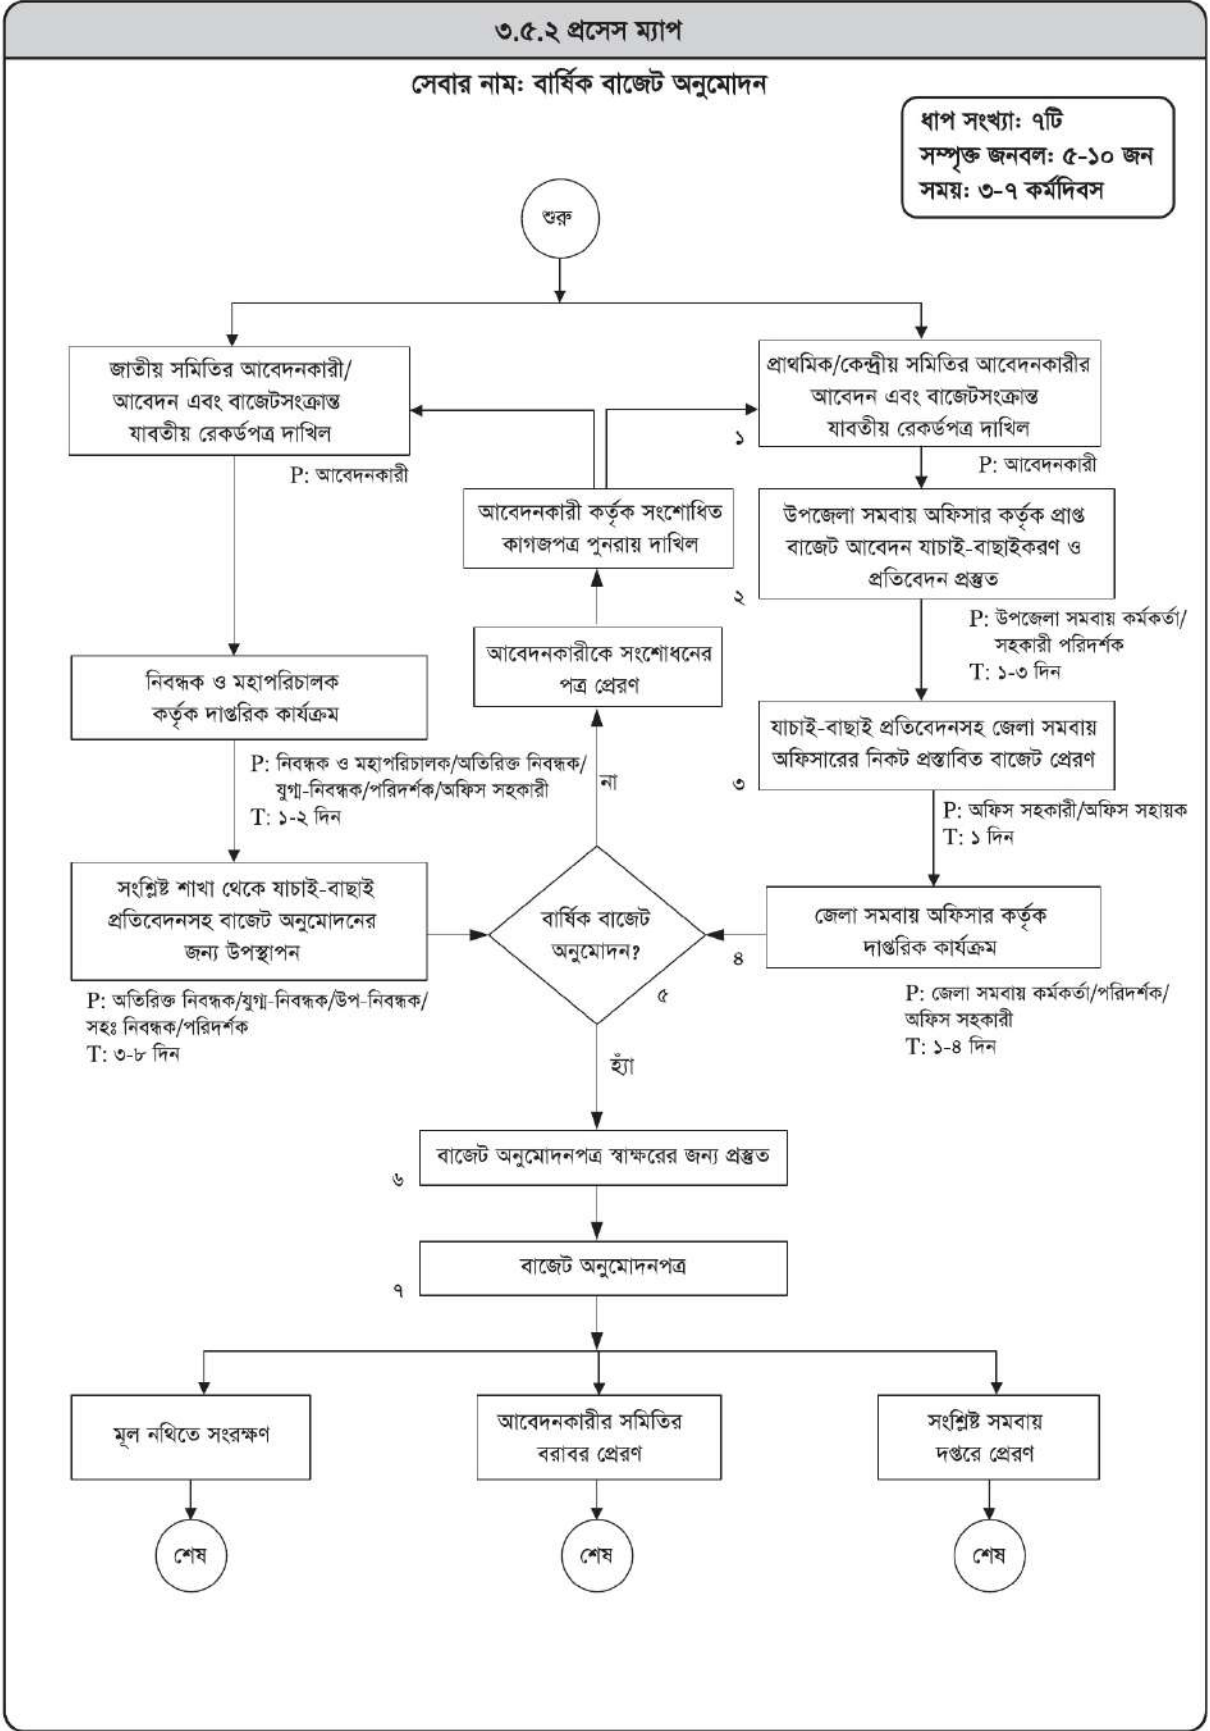 ৩.৫.২ প্রসেস ম্যাপ
সেবার নাম: বার্ষিক বাজেট অনুমোদন
ধাপ সংখ্যা: ৭টি
সম্পৃক্ত জনবল: ৫-১০ জন
সময়: ৩-৭ কর্মদিবস
শুরু
জাতীয় সমিতির আবেদনকারী/
আবেদন এবং বাজেটসংক্রান্ত
যাবতীয় রেকর্ডপত্র দাখিল
P: আবেদনকারী
প্রাথমিক/কেন্দ্রীয় সমিতির আবেদনকারীর
আবেদন এবং বাজেটসংক্রান্ত
যাবতীয় রেকর্ডপত্র দাখিল
১
P: আবেদনকারী
আবেদনকারী কর্তৃক সংশোধিত
কাগজপত্র পুনরায় দাখিল
উপজেলা সমবায় অফিসার কর্তৃক প্রাপ্ত
বাজেট আবেদন যাচাই-বাছাইকরণ ও
প্রতিবেদন প্রস্তুত
২
P: উপজেলা সমবায় কর্মকর্তা/
সহকারী পরিদর্শক
T: ১-৩ দিন
আবেদনকারীকে সংশোধনের
পত্র প্রেরণ
নিবন্ধক ও মহাপরিচালক
কর্তৃক দাপ্তরিক কার্যক্রম
P: নিবন্ধক ও মহাপরিচালক/অতিরিক্ত নিবন্ধক/
যুগ্ম-নিবন্ধক/পরিদর্শক/অফিস সহকারী
T: ১-২ দিন
না
যাচাই-বাছাই প্রতিবেদনসহ জেলা সমবায়
অফিসারের নিকট প্রস্তাবিত বাজেট প্রেরণ
৩
P: অফিস সহকারী/অফিস সহায়ক
T: ১ দিন
সংশ্লিষ্ট শাখা থেকে যাচাই-বাছাই
প্রতিবেদনসহ বাজেট অনুমোদনের
জন্য উপস্থাপন
P: অতিরিক্ত নিবন্ধক/যুগ্ম-নিবন্ধক/উপ-নিবন্ধক/
সহঃ নিবন্ধক/পরিদর্শক
T: ৩-৮ দিন
বার্ষিক বাজেট
অনুমোদন?
৫
জেলা সমবায় অফিসার কর্তৃক
দাপ্তরিক কার্যক্রম
৪
P: জেলা সমবায় কর্মকর্তা/পরিদর্শক/
অফিস সহকারী
T: ১-৪ দিন
হ্যাঁ
বাজেট অনুমোদনপত্র স্বাক্ষরের জন্য প্রস্তুত
৬
বাজেট অনুমোদনপত্র
৭
মূল নথিতে সংরক্ষণ
আবেদনকারীর সমিতির
বরাবর প্রেরণ
সংশ্লিষ্ট সমবায়
দপ্তরে প্রেরণ
শেষ
শেষ
শেষ